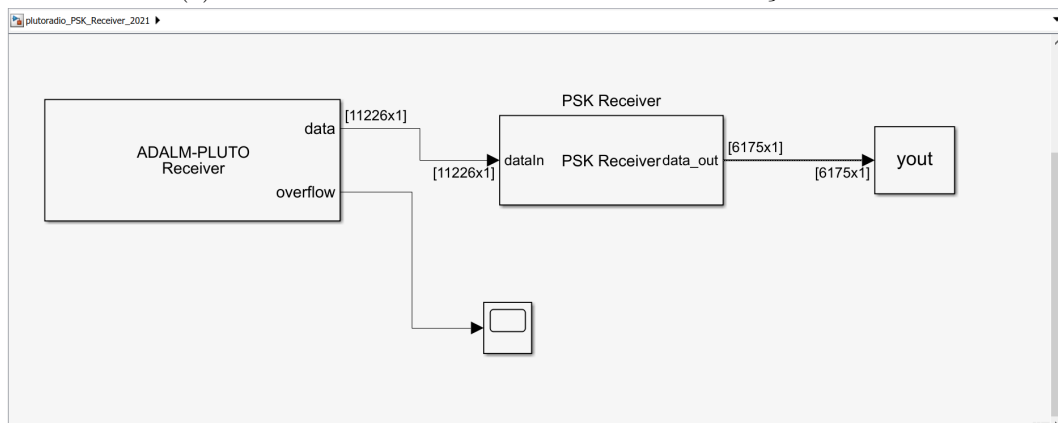 plutoradio_PSK_Receiver_2021
PSK Receiver
[11226x1]
data
ADALM-PLUTO
Receiver
overflow
[11226x1]
dataIn
PSK Receiver
data_out
[6175x1]
[6175x1]
yout